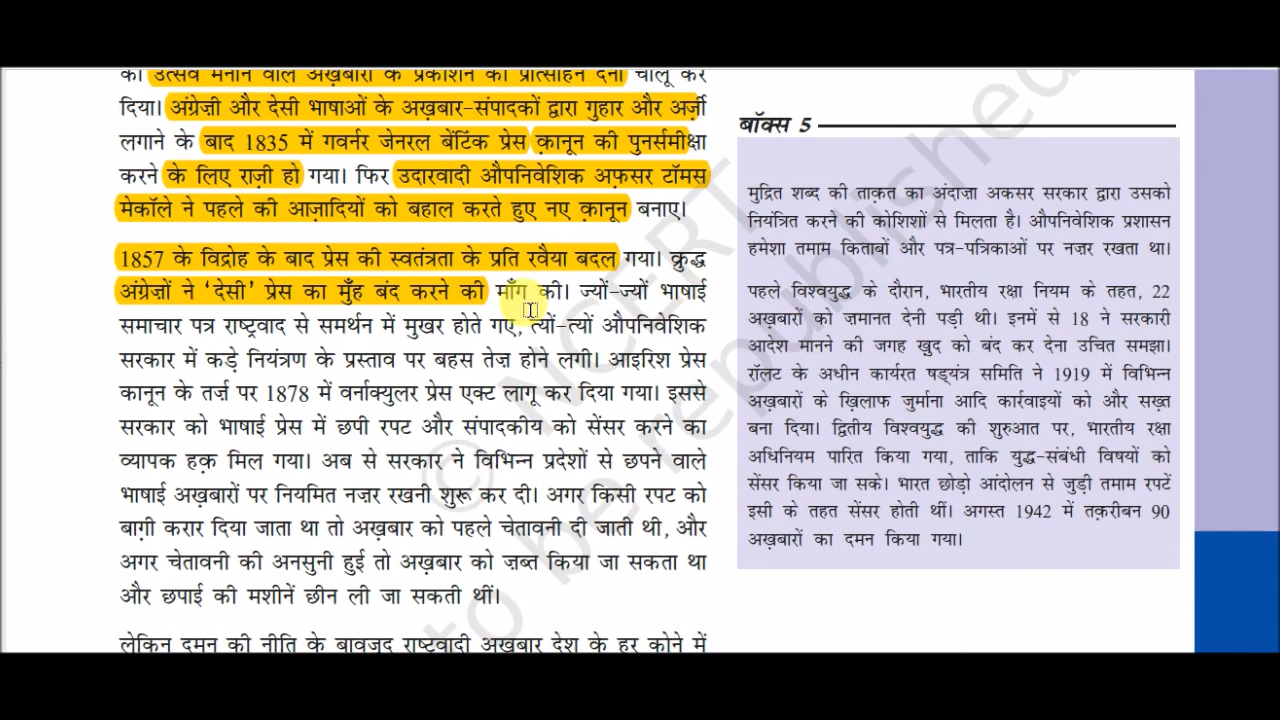 को उत्सव मनाने वाले अख़बारों के प्रकाशन को प्रोत्साहन देना चालू कर
दिया। अंग्रेज़ी और देसी भाषाओं के अख़बार-संपादकों द्वारा गुहार और अर्ज़ी
लगाने के बाद 1835 में गवर्नर जेनरल बेंटिंक प्रेस क़ानून की पुनर्समीक्षा
करने के लिए राज़ी हो गया। फिर उदारवादी औपनिवेशिक अफ़सर टॉमस
मेकॉले ने पहले की आज़ादियों को बहाल करते हुए नए क़ानून बनाए।
1857 के विद्रोह के बाद प्रेस की स्वतंत्रता के प्रति रवैया बदल गया। क्रुद्ध
अंग्रेज़ों ने ‘देसी’ प्रेस का मुँह बंद करने की माँग की। ज्यों-ज्यों भाषाई
समाचार पत्र राष्ट्रवाद से समर्थन में मुखर होते गए, त्यों-त्यों औपनिवेशिक
सरकार में कड़े नियंत्रण के प्रस्ताव पर बहस तेज़ होने लगी। आइरिश प्रेस
कानून के तर्ज़ पर 1878 में वर्नाक्युलर प्रेस एक्ट लागू कर दिया गया। इससे
सरकार को भाषाई प्रेस में छपी रपट और संपादकीय को सेंसर करने का
व्यापक हक़ मिल गया। अब से सरकार ने विभिन्न प्रदेशों से छपने वाले
भाषाई अख़बारों पर नियमित नज़र रखनी शुरू कर दी। अगर किसी रपट को
बाग़ी करार दिया जाता था तो अख़बार को पहले चेतावनी दी जाती थी, और
अगर चेतावनी की अनसुनी हुई तो अख़बार को ज़ब्त किया जा सकता था
और छपाई की मशीनें छीन ली जा सकती थीं।
लेकिन दमन की नीति के बावजूद राष्ट्रवादी अख़बार देश के हर कोने में
बॉक्स 5
मुद्रित शब्द की ताक़त का अंदाजा अकसर सरकार द्वारा उसको
नियंत्रित करने की कोशिशों से मिलता है। औपनिवेशिक प्रशासन
हमेशा तमाम किताबों और पत्र-पत्रिकाओं पर नज़र रखता था।
पहले विश्वयुद्ध के दौरान, भारतीय रक्षा नियम के तहत, 22
अख़बारों को ज़मानत देनी पड़ी थी। इनमें से 18 ने सरकारी
आदेश मानने की जगह ख़ुद को बंद कर देना उचित समझा।
रॉलट के अधीन कार्यरत षड्यंत्र समिति ने 1919 में विभिन्न
अख़बारों के ख़िलाफ जुर्माना आदि कार्रवाइयों को और सख़्त
बना दिया। द्वितीय विश्वयुद्ध की शुरुआत पर, भारतीय रक्षा
अधिनियम पारित किया गया, ताकि युद्ध-संबंधी विषयों को
सेंसर किया जा सके। भारत छोड़ो आंदोलन से जुड़ी तमाम रपटें
इसी के तहत सेंसर होती थीं। अगस्त 1942 में तक़रीबन 90
अख़बारों का दमन किया गया।
© NCERT
to be republished